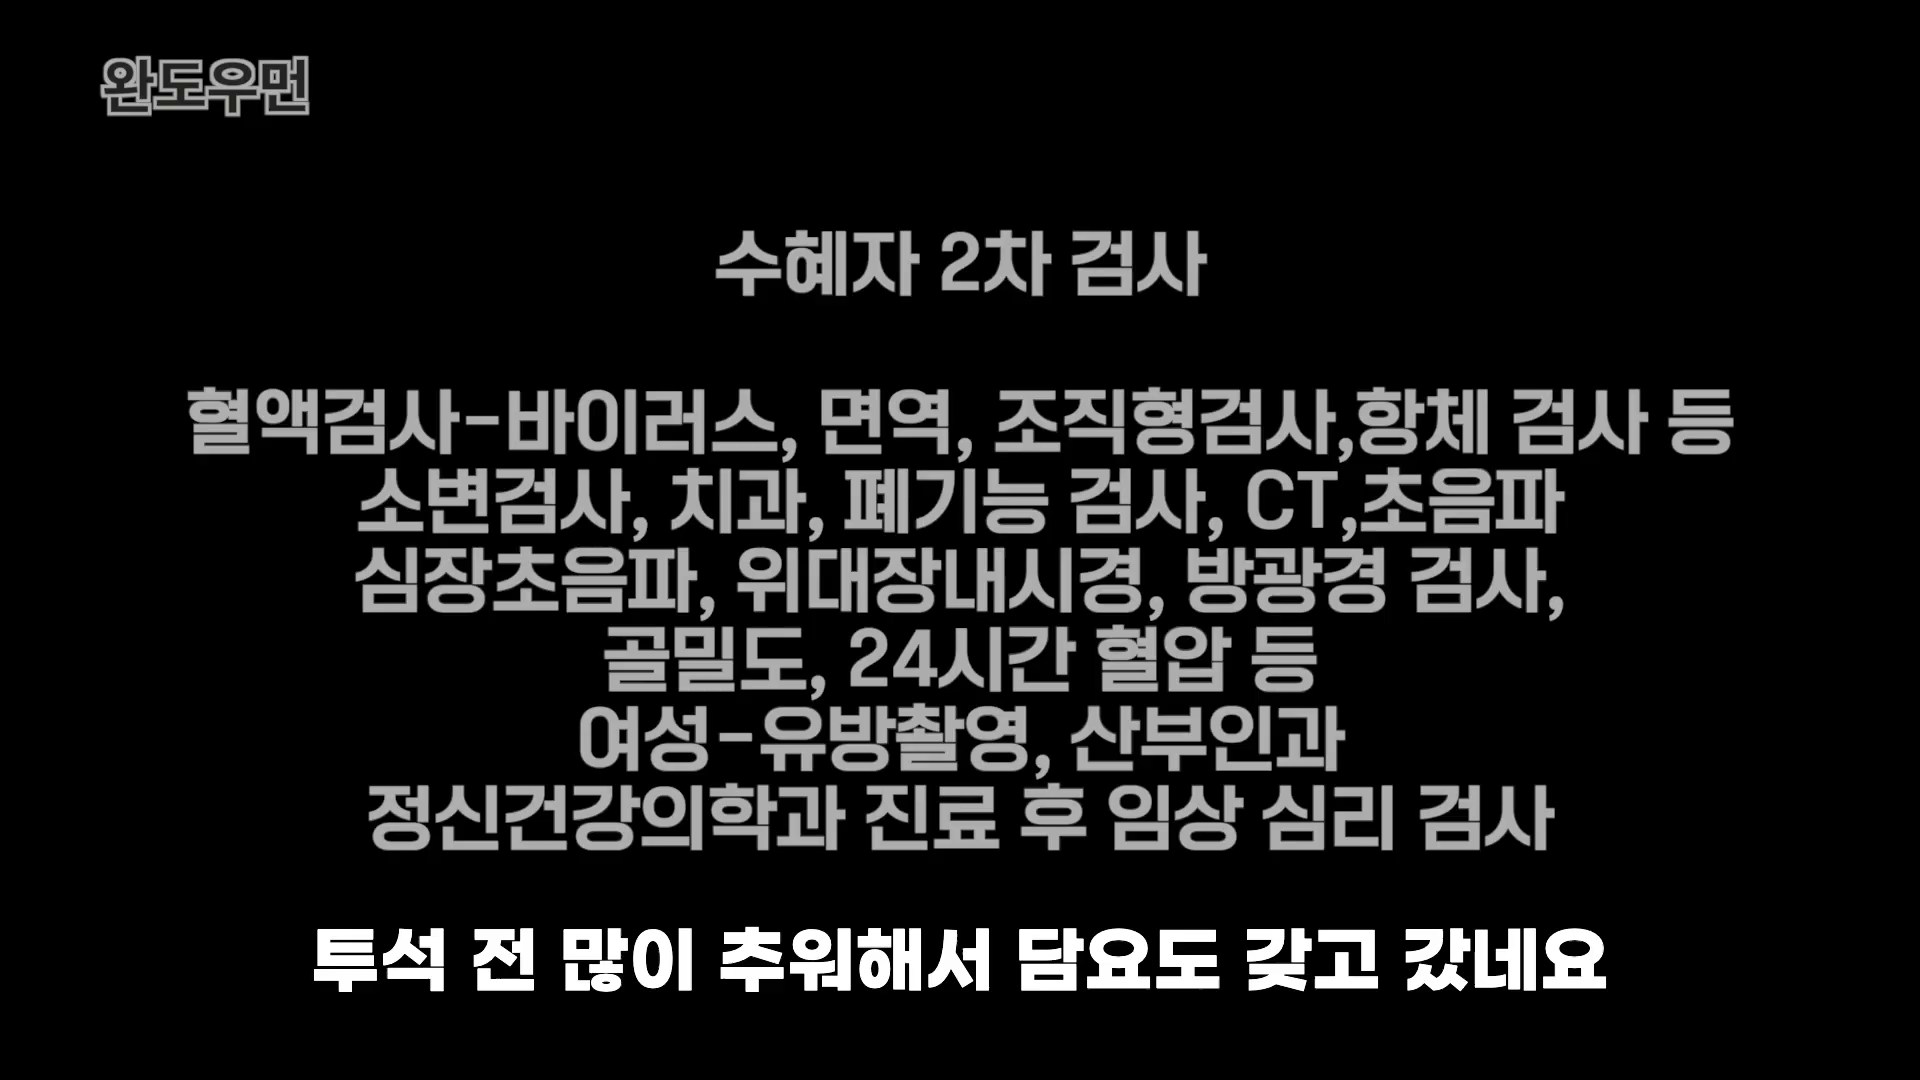 완도우먼
수혜자 2차 검사
혈액검사-바이러스, 면역, 조직형검사,항체 검사 등
소변검사, 치과, 폐기능 검사, CT,초음파
심장초음파, 위대장내시경, 방광경 검사,
골밀도, 24시간 혈압 등
여성-유방촬영, 산부인과
정신건강의학과 진료 후 임상 심리 검사
투석 전 많이 추워해서 담요도 갖고 갔네요